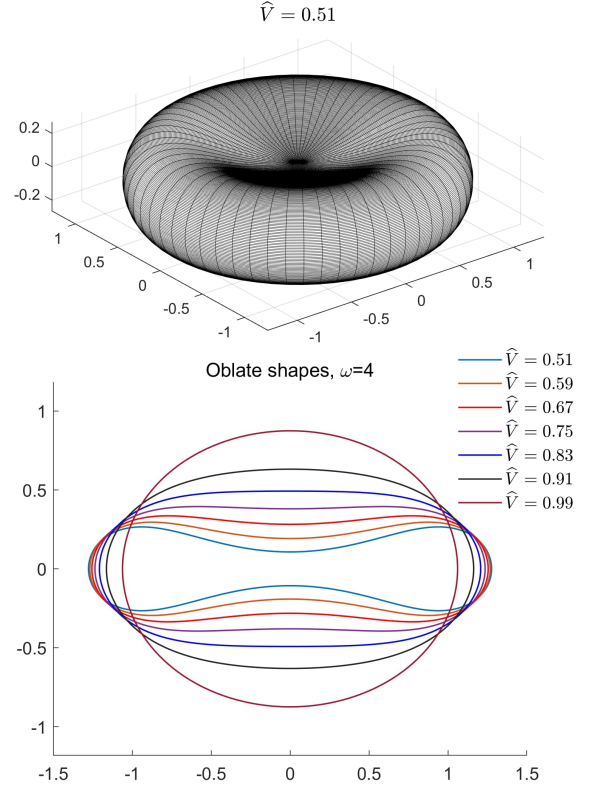 V̂ = 0.51
0.2
0
-0.2
1
0.5
0
-0.5
-1
1
0.5
0
-0.5
-1
Oblate shapes, ω=4
V̂ = 0.51
V̂ = 0.59
V̂ = 0.67
V̂ = 0.75
V̂ = 0.83
V̂ = 0.91
V̂ = 0.99
1
0.5
0
-0.5
-1
-1.5 -1 -0.5 0 0.5 1 1.5